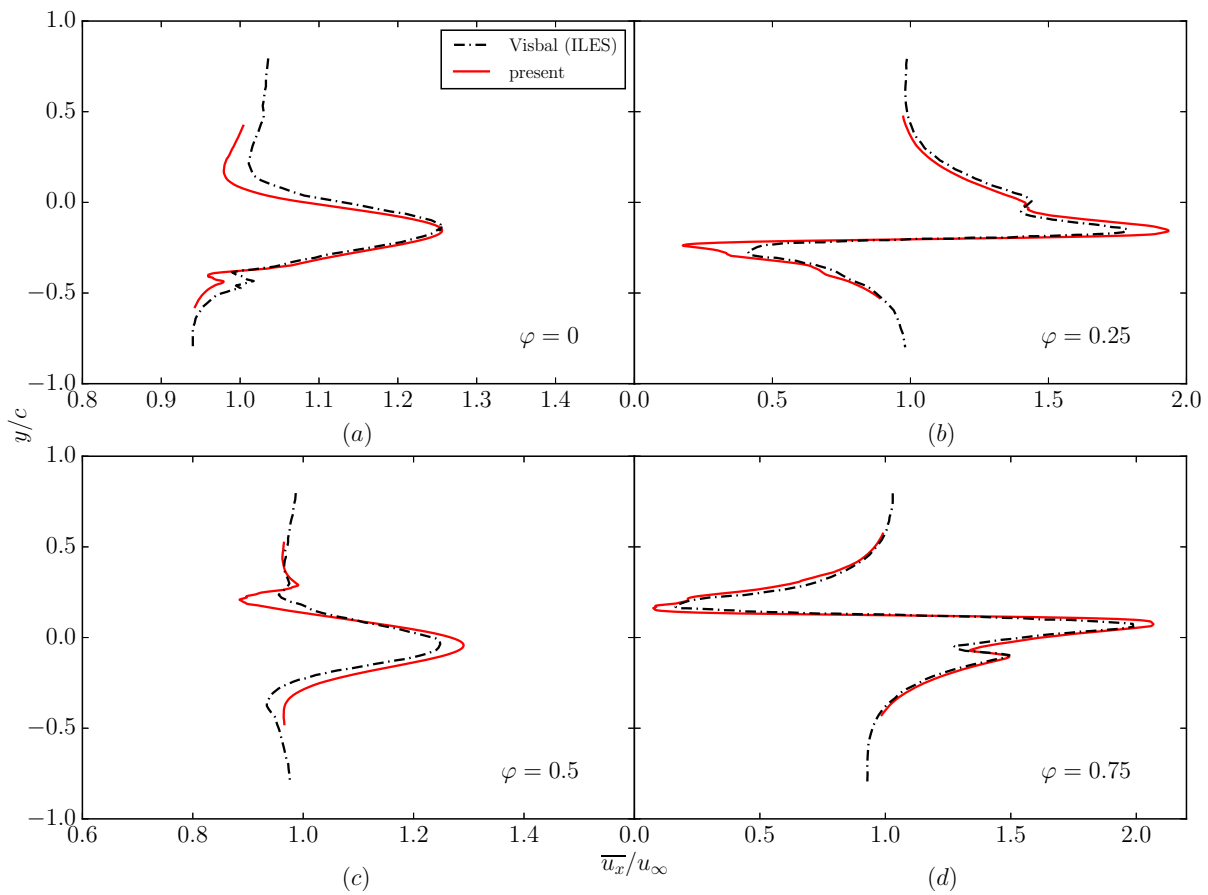 1.0
0.5
0.0
−0.5
−1.0
Visbal (ILES)
present
φ = 0
φ = 0.25
0.8 0.9 1.0 1.1 1.2 1.3 1.4 0.0 0.5 1.0 1.5 2.0
(a) (b)
y/c
1.0
0.5
0.0
−0.5
−1.0
φ = 0.5
φ = 0.75
0.6 0.8 1.0 1.2 1.4 0.0 0.5 1.0 1.5 2.0
(c) (d)
u̅ₓ/u∞